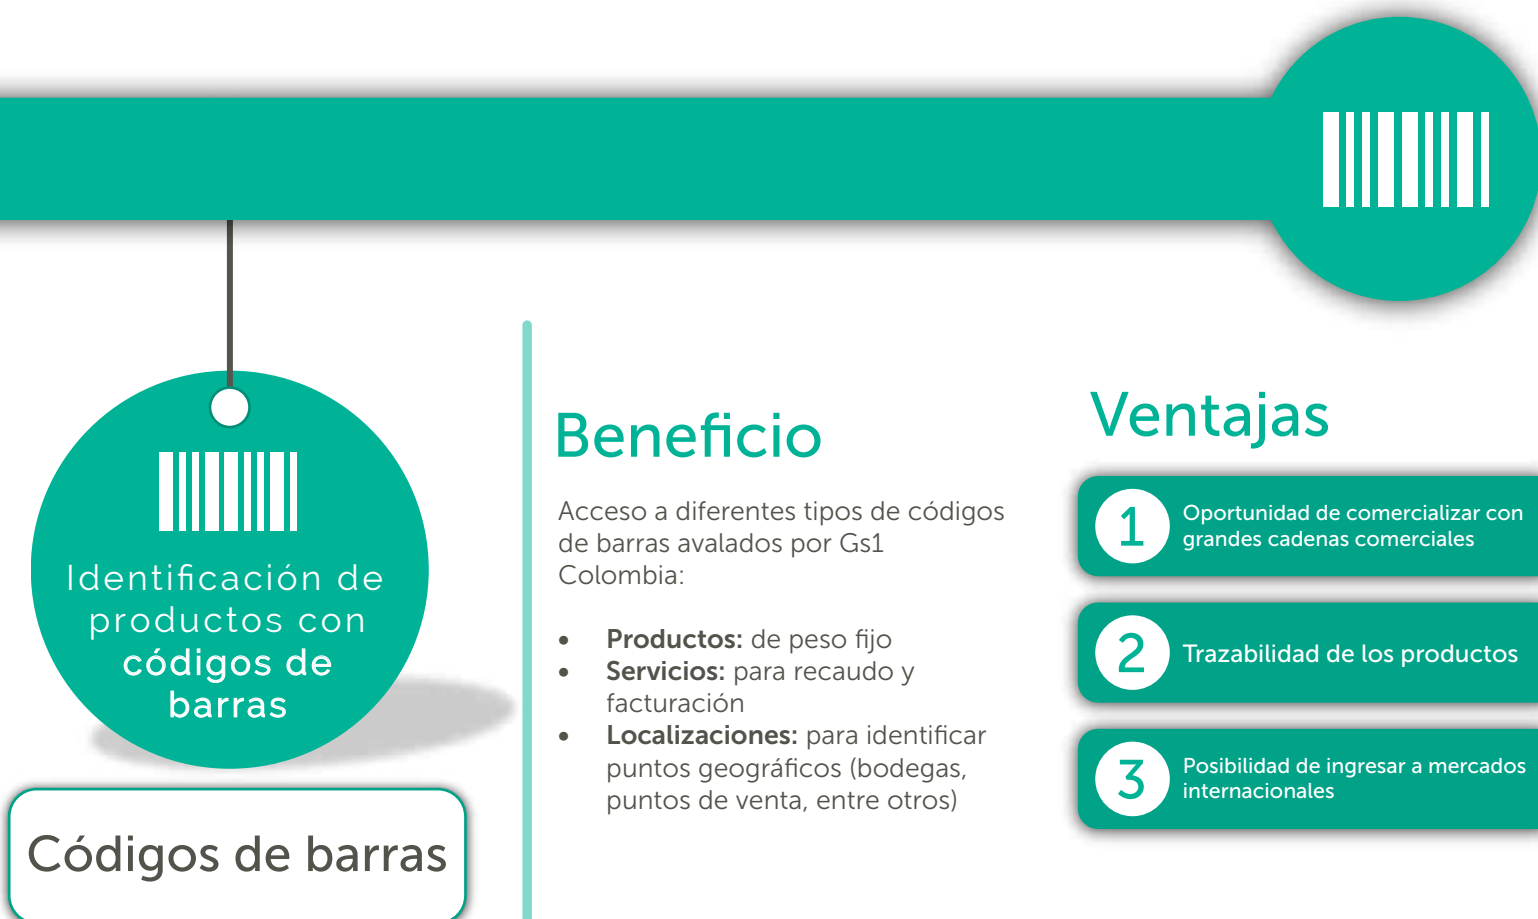 Identificación de
productos con
códigos de
barras
Códigos de barras
Beneficio
Acceso a diferentes tipos de códigos
de barras avalados por Gs1
Colombia:
• Productos: de peso fijo
• Servicios: para recaudo y
facturación
• Localizaciones: para identificar
puntos geográficos (bodegas,
puntos de venta, entre otros)
Ventajas
1 Oportunidad de comercializar con
grandes cadenas comerciales
2 Trazabilidad de los productos
3 Posibilidad de ingresar a mercados
internacionales